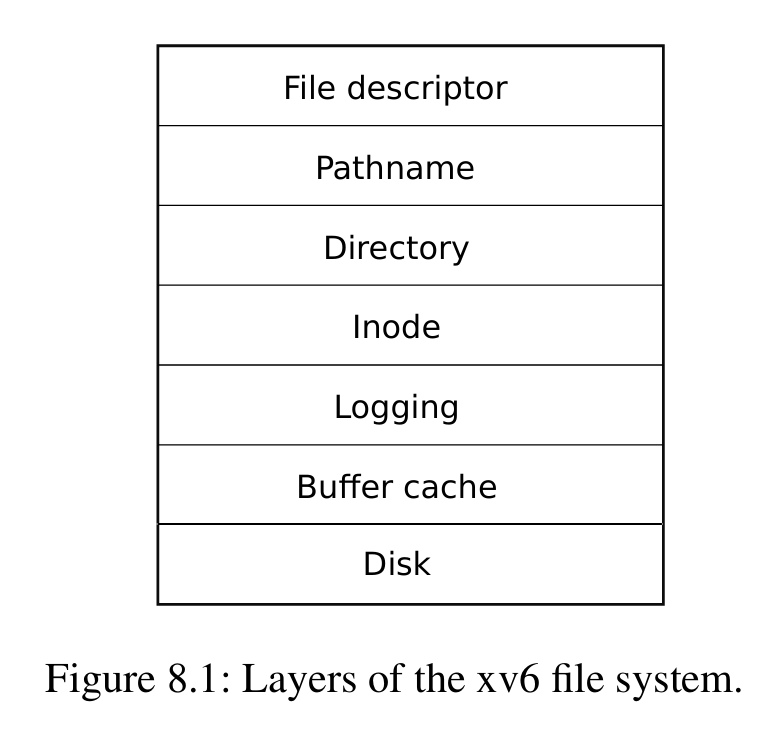 File descriptor
Pathname
Directory
Inode
Logging
Buffer cache
Disk
Figure 8.1: Layers of the xv6 file system.